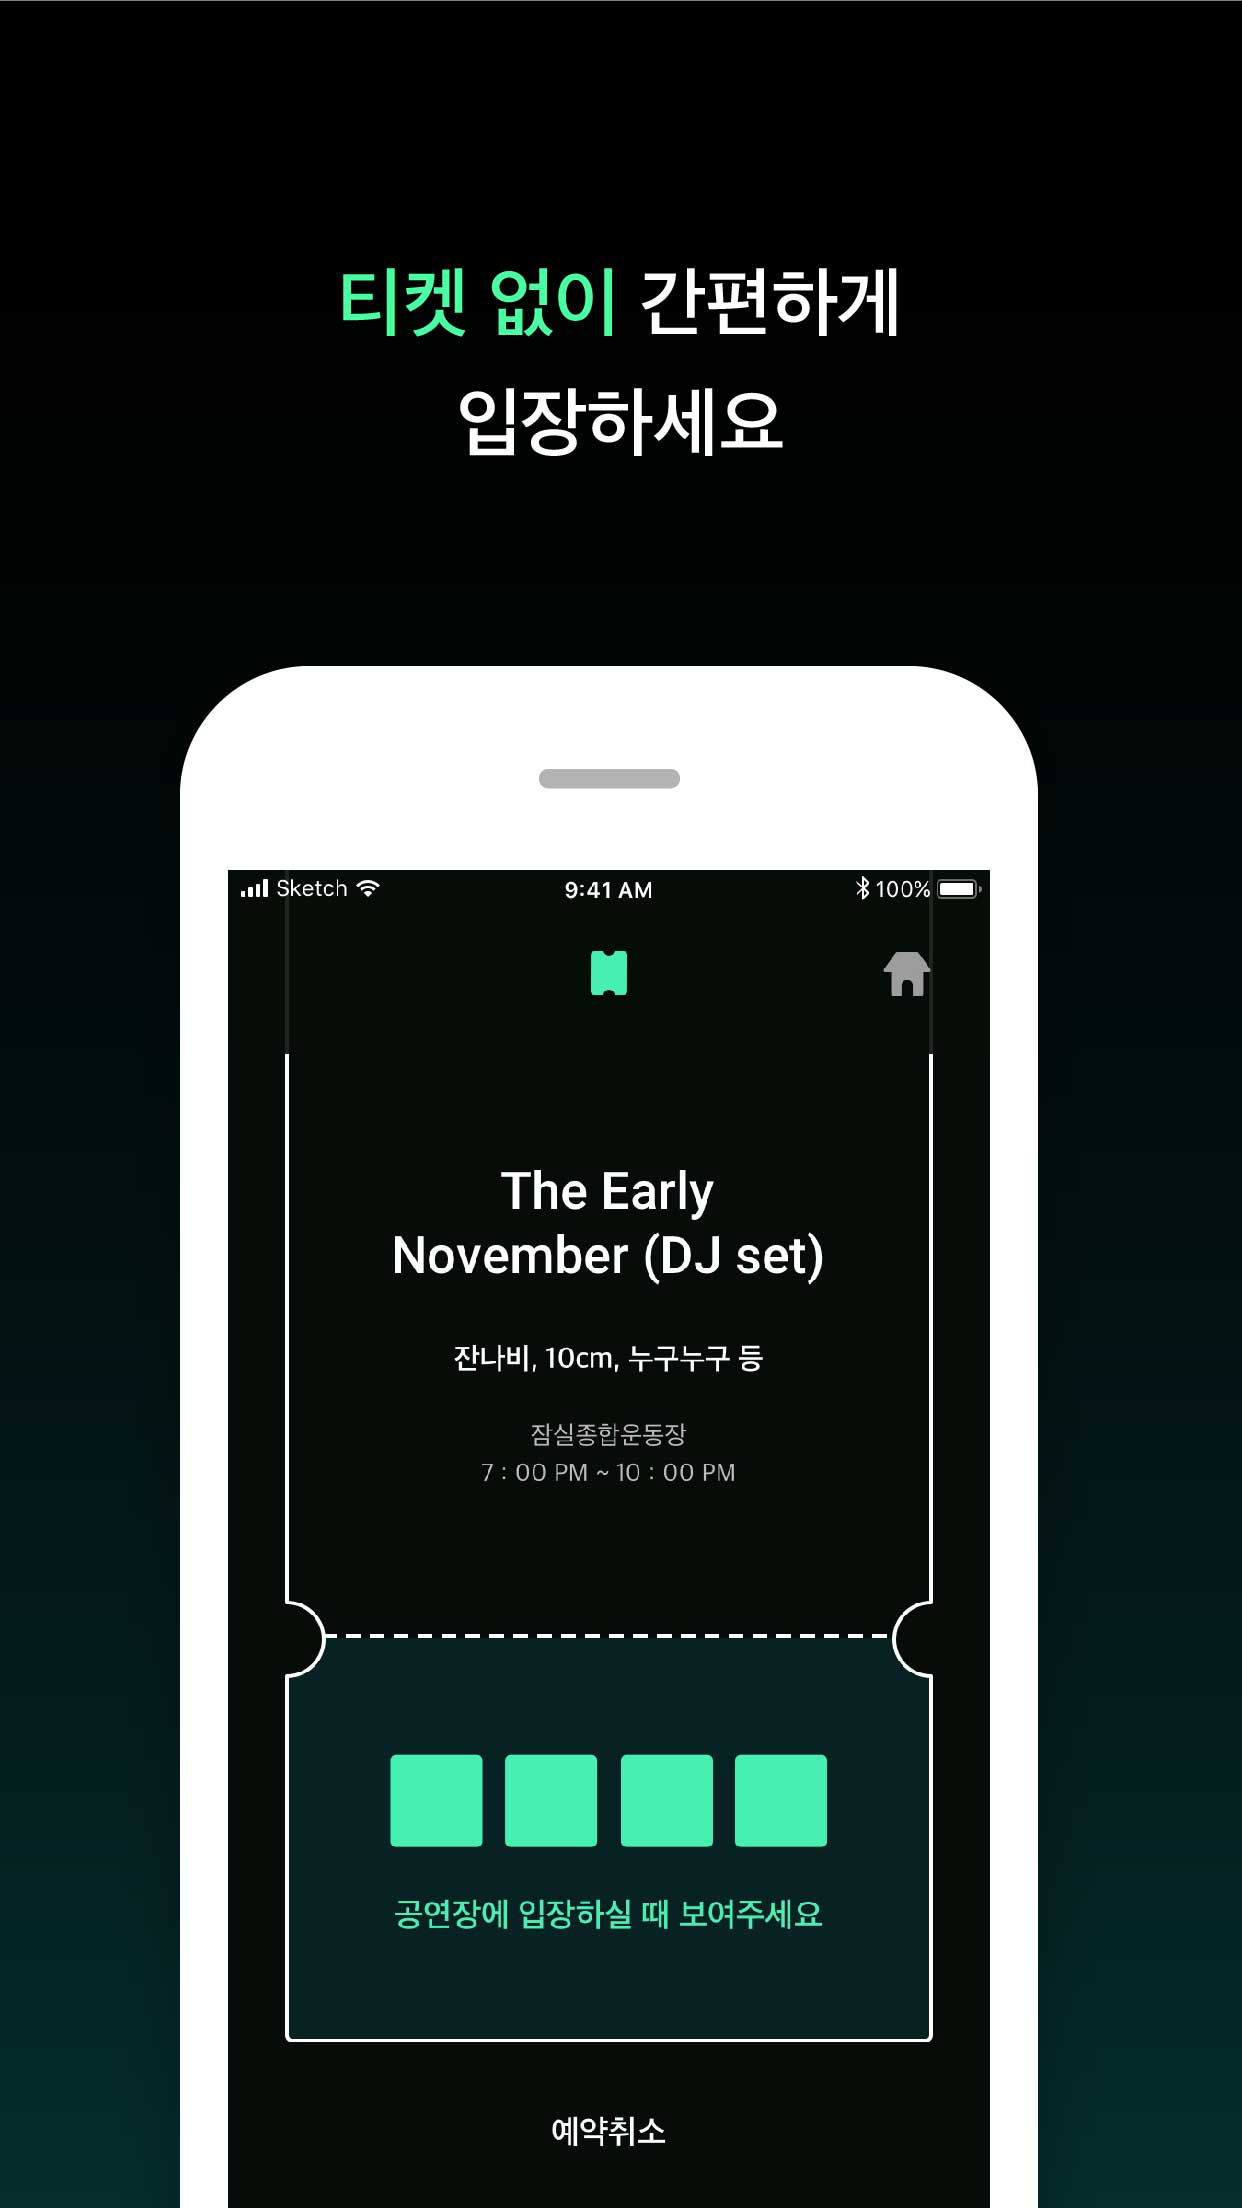 티켓 없이 간편하게
입장하세요
Sketch 9:41 AM 100%
The Early
November (DJ set)
잔나비, 10cm, 누구누구 등
잠실종합운동장
7 : 00 PM ~ 10 : 00 PM
공연장에 입장하실 때 보여주세요
예약취소